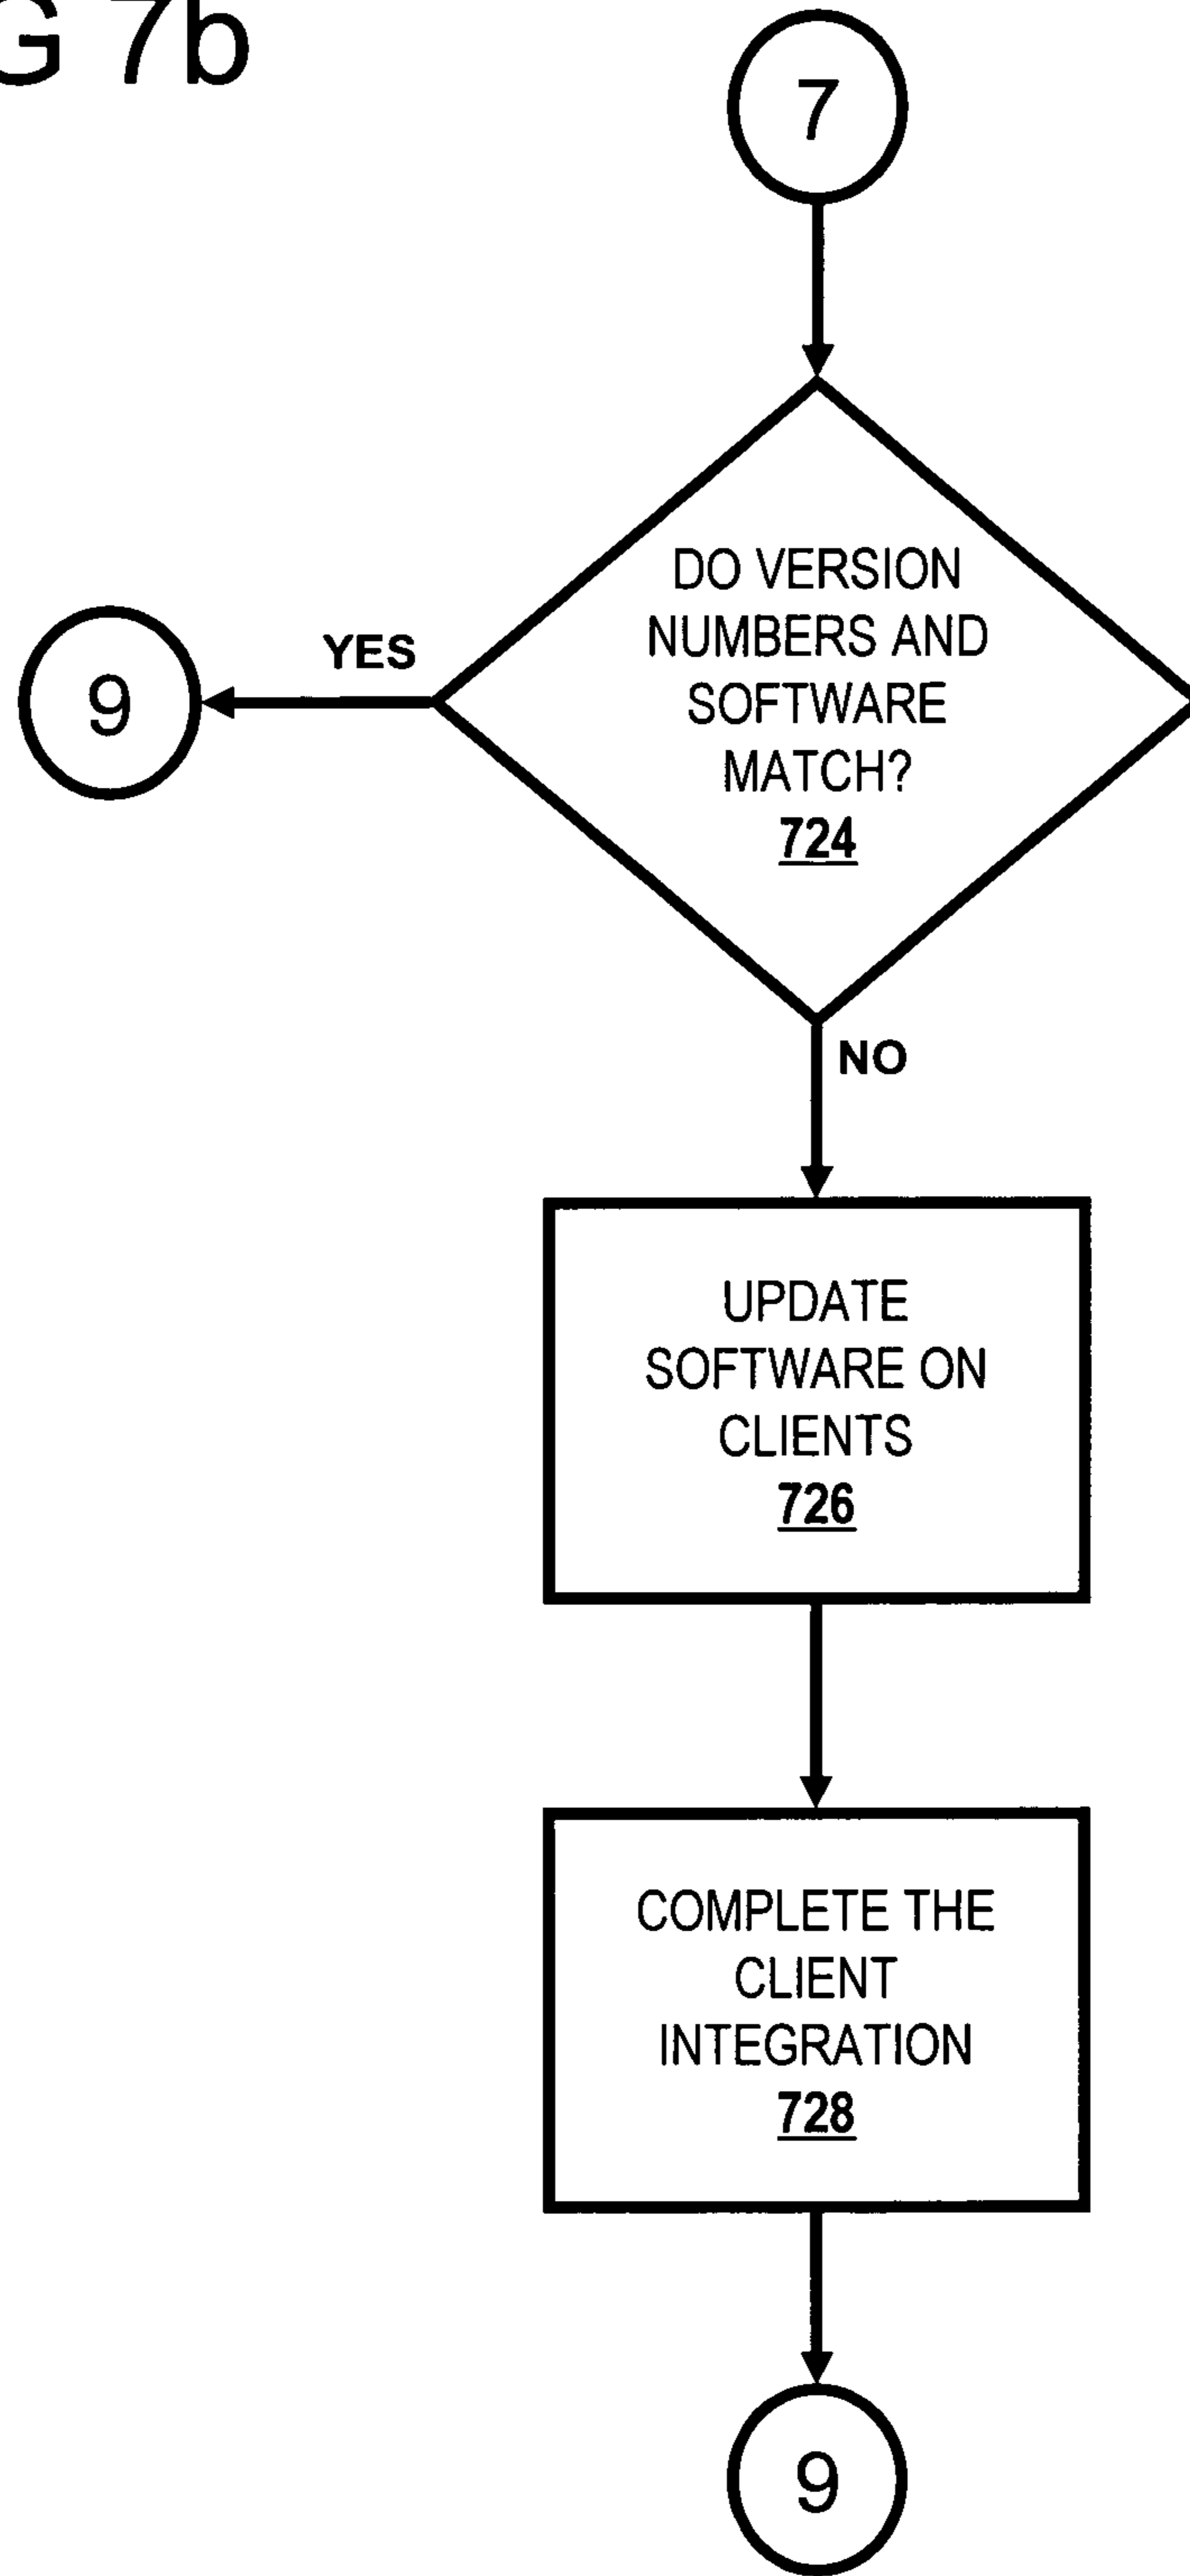 G 7b
7
DO VERSION
NUMBERS AND
SOFTWARE
MATCH?
724
YES
9
NO
UPDATE
SOFTWARE ON
CLIENTS
726
COMPLETE THE
CLIENT
INTEGRATION
728
9